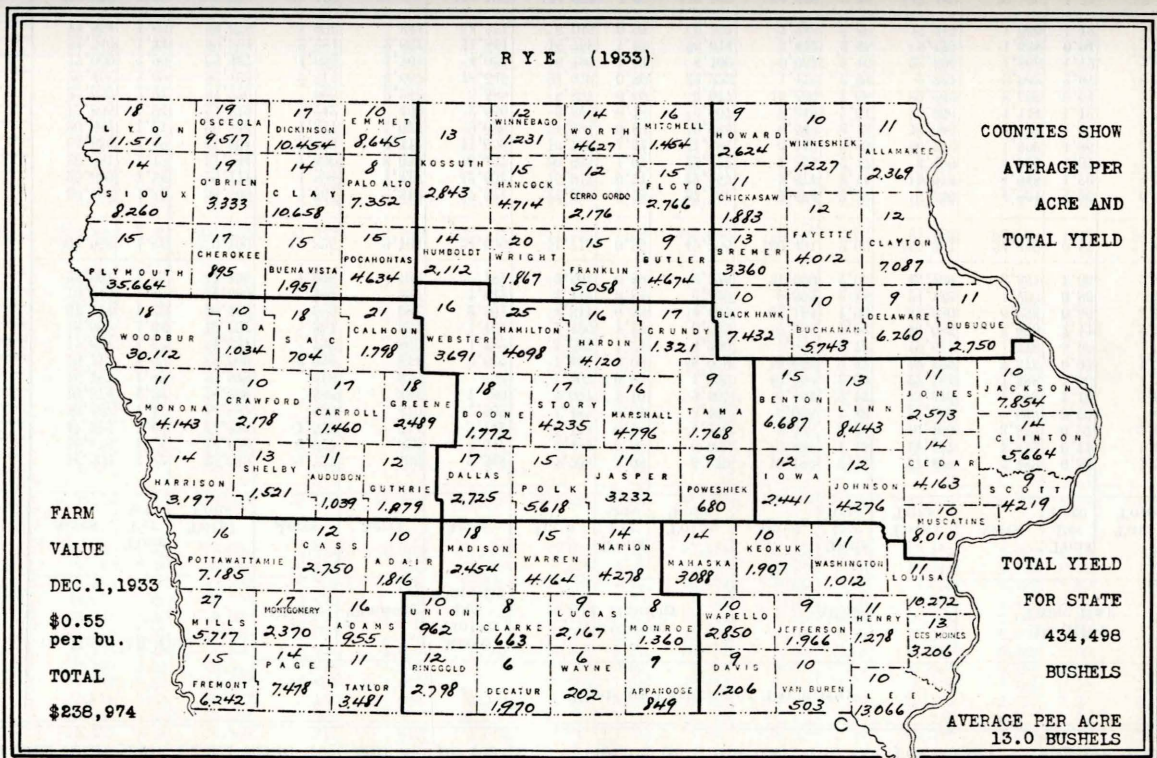 RYE (1933)
COUNTIES SHOW
AVERAGE PER
ACRE AND
TOTAL YIELD
18 19 17 10 13 12 14 16 9 10 11
LYON OSCEOLA DICKINSON EMMET KOSSUTH WINNEBAGO WORTH MITCHELL HOWARD WINNESHIEK ALLAMAKEE
11.511 9.517 10.454 8.645 2,843 1.231 4.627 1.454 2,624 1.227 2.369
14 19 14 8 15 12 15 11 12 12
SIOUX O'BRIEN CLAY PALO ALTO HANCOCK CERRO GORDO FLOYD CHICKASAW FAYETTE CLAYTON
8.260 3.333 10.658 7.352 4.714 2,176 2.766 1.883 4.012 7.087
15 17 15 14 20 15 9 13
PLYMOUTH CHEROKEE BUENA VISTA POCAHONTAS HUMBOLDT WRIGHT FRANKLIN BUTLER BREMER
35.664 895 1.951 4.634 2,112 1.867 5.058 4.674 3.360
18 10 18 21 16 25 16 17 10 10 9 11
WOODBUR IDA SAC CALHOUN WEBSTER HAMILTON HARDIN GRUNDY BLACK HAWK BUCHANAN DELAWARE DUBUQUE
30.112 1.034 704 1.798 3.691 4.098 4.120 1.321 7.432 5.743 6.260 2.750
11 10 17 18 18 17 16 9 15 13 11 10
MONONA CRAWFORD CARROLL GREENE BOONE STORY MARSHALL TAMA BENTON LINN JONES JACKSON
4.143 2,178 1.460 2489 1.772 4.235 4.796 1.768 6.687 8.443 2.573 7.854
14 13 11 12 17 15 11 9 12 12 14 14 9
HARRISON SHELBY AUDUBON GUTHRIE DALLAS POLK JASPER POWESHIEK IOWA JOHNSON CEDAR CLINTON SCOTT
3.197 1,521 1,039 2,725 5.618 3232 680 2,441 4.276 4.163 5.664 4.219
10
MUSCATINE
8.010
16 12 10 18 15 14 14 10 11 11
POTTAWATTAMIE CASS ADAIR MADISON WARREN MARION MAHASKA KEOKUK WASHINGTON LOUISA
7.185 2.750 1.816 2.454 4.164 4.278 3.088 1.012 10,272
27 17 16 10 8 9 8 10 9 11 13
MILLS MONTGOMERY ADAMS UNION CLARKE LUCAS MONROE WAPELLO JEFFERSON HENRY DES MOINES
5.717 2,370 955 962 663 2,167 1.360 2,850 1.966 1.278 3.206
15 14 11 12 6 6 9 10 10
FREMONT PAGE TAYLOR RINGGOLD DECATUR WAYNE APPANOOSE DAVIS VAN BUREN LEE
6.242 7.478 3.481 2.798 1.970 202 849 1.206 503 13.066
FARM
VALUE
DEC.1,1933
$0.55
per bu.
TOTAL
$238,974
TOTAL YIELD
FOR STATE
434,498
BUSHELS
AVERAGE PER ACRE
13.0 BUSHELS
C